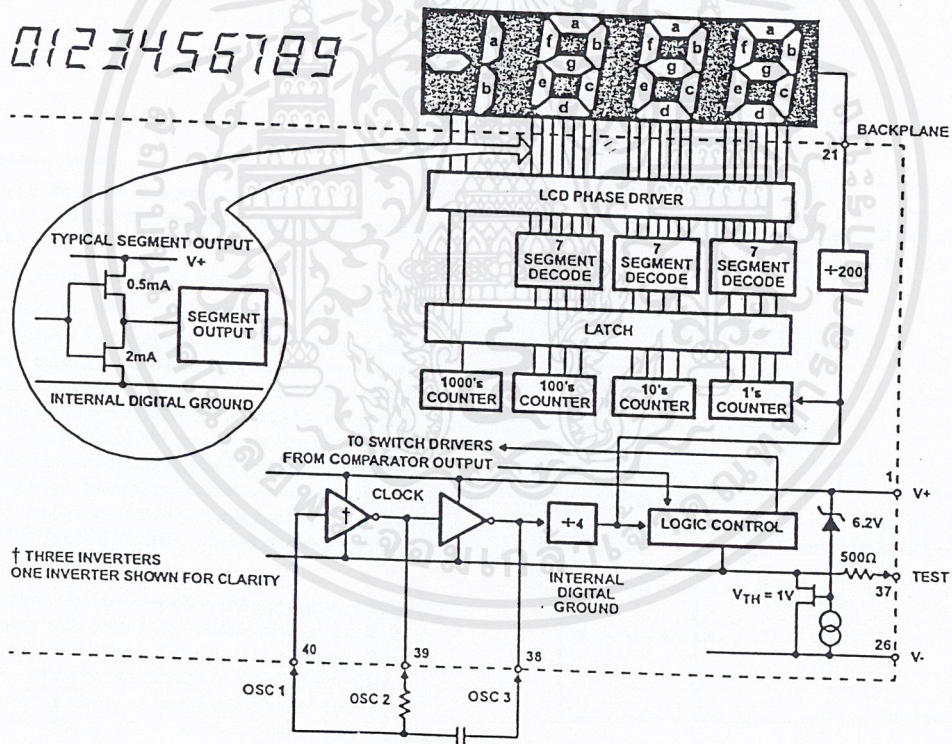 0123456789
a
b
a
f
b
g
e
c
d
a
f
b
g
e
c
d
a
f
b
g
e
c
d
BACKPLANE
21
LCD PHASE DRIVER
TYPICAL SEGMENT OUTPUT
V+
0.5mA
SEGMENT
OUTPUT
2mA
INTERNAL DIGITAL GROUND
7
SEGMENT
DECODE
7
SEGMENT
DECODE
7
SEGMENT
DECODE
÷200
LATCH
1000's
COUNTER
100's
COUNTER
10's
COUNTER
1's
COUNTER
TO SWITCH DRIVERS
FROM COMPARATOR OUTPUT
1
V+
CLOCK
†
÷4
LOGIC CONTROL
6.2V
† THREE INVERTERS
ONE INVERTER SHOWN FOR CLARITY
INTERNAL
DIGITAL
GROUND
500Ω
TEST
37
VTH = 1V
26
V-
40
39
38
OSC 1
OSC 2
OSC 3